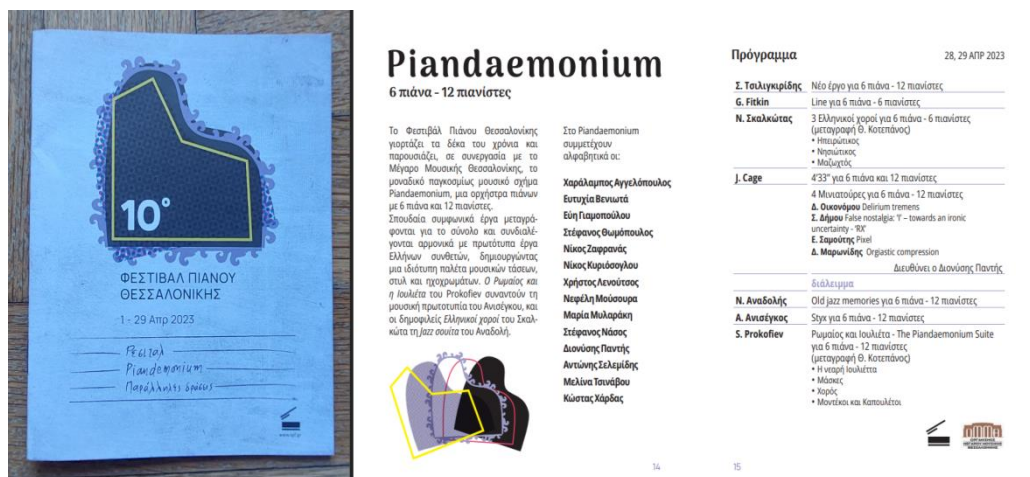 10°
ΦΕΣΤΙΒΑΛ ΠΙΑΝΟΥ
ΘΕΣΣΑΛΟΝΙΚΗΣ
1 - 29 Απρ 2023
Ρεσιτάλ
Piandemonium
Παράλληλες δράσεις
www.tpf.gr
Piandaemonium
6 πιάνα - 12 πιανίστες
Το Φεστιβάλ Πιάνου Θεσσαλονίκης
γιορτάζει τα δέκα του χρόνια και
παρουσιάζει, σε συνεργασία με το
Μέγαρο Μουσικής Θεσσαλονίκης, το
μοναδικό παγκοσμίως μουσικό σχήμα
Piandaemonium, μια ορχήστρα πιάνων
με 6 πιάνα και 12 πιανίστες.
Σπουδαία συμφωνικά έργα μεταγρά-
φονται για το σύνολο και συνδιαλέ-
γονται αρμονικά με πρωτότυπα έργα
Ελλήνων συνθετών, δημιουργώντας
μια ιδιότυπη παλέτα μουσικών τάσεων,
στυλ και ηχοχρωμάτων. Ο Ρωμαίος και
η Ιουλιέτα του Prokofiev συναντούν τη
μουσική πρωτοτυπία του Ανισέγκου, και
οι δημοφιλείς Ελληνικοί χοροί του Σκαλ-
κώτα τη Jazz σουίτα του Αναδολή.
Στο Piandaemonium
συμμετέχουν
αλφαβητικά οι:
Χαράλαμπος Αγγελόπουλος
Ευτυχία Βενιωτά
Εύη Γιαμοπούλου
Στέφανος Θωμόπουλος
Νίκος Ζαφρανάς
Νίκος Κυριόσογλου
Χρήστος Λενούτσος
Νεφέλη Μούσουρα
Μαρία Μυλαράκη
Στέφανος Νάσος
Διονύσης Παντής
Αντώνης Σελεμίδης
Μελίνα Τσινάβου
Κώστας Χάρδας
14
Πρόγραμμα 28, 29 ΑΠΡ 2023
Σ. Τσιλιγκιρίδης Νέο έργο για 6 πιάνα - 12 πιανίστες
G. Fitkin Line για 6 πιάνα - 6 πιανίστες
Ν. Σκαλκώτας 3 Ελληνικοί χοροί για 6 πιάνα - 6 πιανίστες
(μεταγραφή Θ. Κοτεπάνος)
• Ηπειρώτικος
• Νησιώτικος
• Μαζωχτός
J. Cage 4'33" για 6 πιάνα και 12 πιανίστες
4 Μινιατούρες για 6 πιάνα - 12 πιανίστες
Δ. Οικονόμου Delirium tremens
Σ. Δήμου False nostalgia: 'I' – towards an ironic
uncertainty - 'RX'
Ε. Σαμούτης Pixel
Δ. Μαρωνίδης Orgiastic compression
Διευθύνει ο Διονύσης Παντής
διάλειμμα
Ν. Αναδολής Old jazz memories για 6 πιάνα - 12 πιανίστες
Α. Ανισέγκος Styx για 6 πιάνα - 12 πιανίστες
S. Prokofiev Ρωμαίος και Ιουλιέτα - The Piandaemonium Suite
για 6 πιάνα - 12 πιανίστες
(μεταγραφή Θ. Κοτεπάνος)
• Η νεαρή Ιουλιέττα
• Μάσκες
• Χορός
• Μοντέκοι και Καπουλέτοι
15